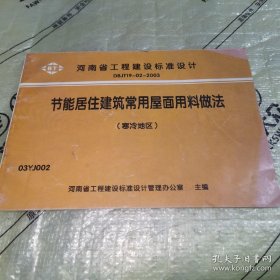 河南省工程建设标准设计
DBJT19-02-2003
节能居住建筑常用屋面用料做法
（寒冷地区）
03YJ002
河南省工程建设标准设计管理办公室 主编
孔夫子旧书网